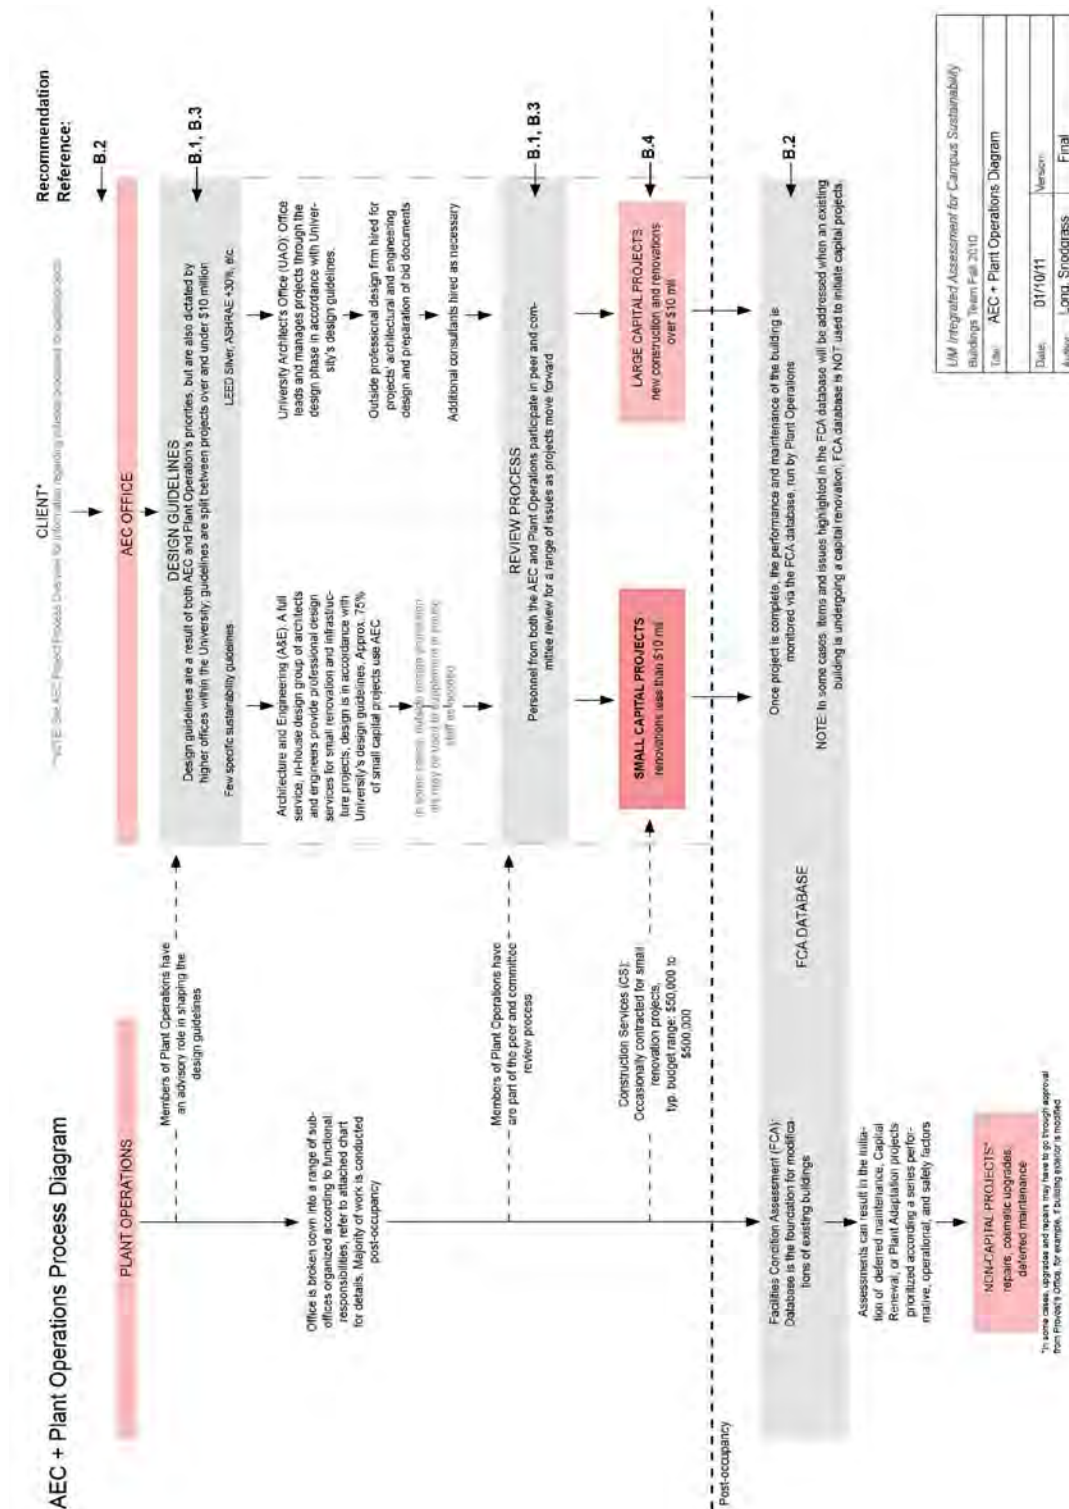 AEC + Plant Operations Process Diagram
Recommendation
Reference:
CLIENT*
B.2
PLANT OPERATIONS
AEC OFFICE
Members of Plant Operations have
an advisory role in shaping the
design guidelines
DESIGN GUIDELINES
Design guidelines are a result of both AEC and Plant Operation's priorities, but are also dictated by
higher offices within the University; guidelines are split between projects over and under $10 million
Few specific sustainability guidelines
LEED Silver, ASHRAE +30%, etc
B.1, B.3
Office is broken down into a range of sub-
offices organized according to functional
responsibilities, refer to attached chart
for details. Majority of work is conducted
post-occupancy
Architecture and Engineering (A&E): A full
service, in-house design group of architects
and engineers provide professional design
services for small renovation and infrastruc-
ture projects, design is in accordance with
University's design guidelines. Approx. 75%
of small capital projects use AEC
In some cases, outside design
may be used to supplement in-house
staff as needed
University Architect's Office (UAO): Office
leads and manages projects through the
design phase in accordance with Univer-
sity's design guidelines.
Outside professional design firm hired for
projects' architectural and engineering
design and preparation of bid documents
Additional consultants hired as necessary
Members of Plant Operations have
are part of the peer and committee
review process
REVIEW PROCESS
Personnel from both the AEC and Plant Operations participate in peer and com-
mittee review for a range of issues as projects move forward
B.1, B.3
Construction Services (CS):
Occasionally contracted for small
renovation projects,
typ. budget range: $50,000 to
$500,000
SMALL CAPITAL PROJECTS
renovations less than $10 mil
LARGE CAPITAL PROJECTS
new construction and renovations
over $10 mil
B.4
Post-occupancy
Facilities Condition Assessment (FCA):
Database is the foundation for modifica-
tions of existing buildings
FCA DATABASE
Once project is complete, the performance and maintenance of the building is
monitored via the FCA database, run by Plant Operations
NOTE: In some cases, items and issues highlighted in the FCA database will be addressed when an existing
building is undergoing a capital renovation; FCA database is NOT used to initiate capital projects.
B.2
Assessments can result in the initia-
tion of deferred maintenance, Capital
Renewal, or Plant Adaptation projects
prioritized according a series perfor-
mative, operational, and safety factors
NON-CAPITAL PROJECTS*
repairs, cosmetic upgrades,
deferred maintenance
*In some cases, upgrades and repairs may have to go through approval
from Provost's Office, for example, if building exterior is modified
UM Integrated Assessment for Campus Sustainability
Buildings Team Fall 2010
Title: AEC + Plant Operations Diagram
Date: 01/10/11 Version:
Author: Long, Snodgrass Final